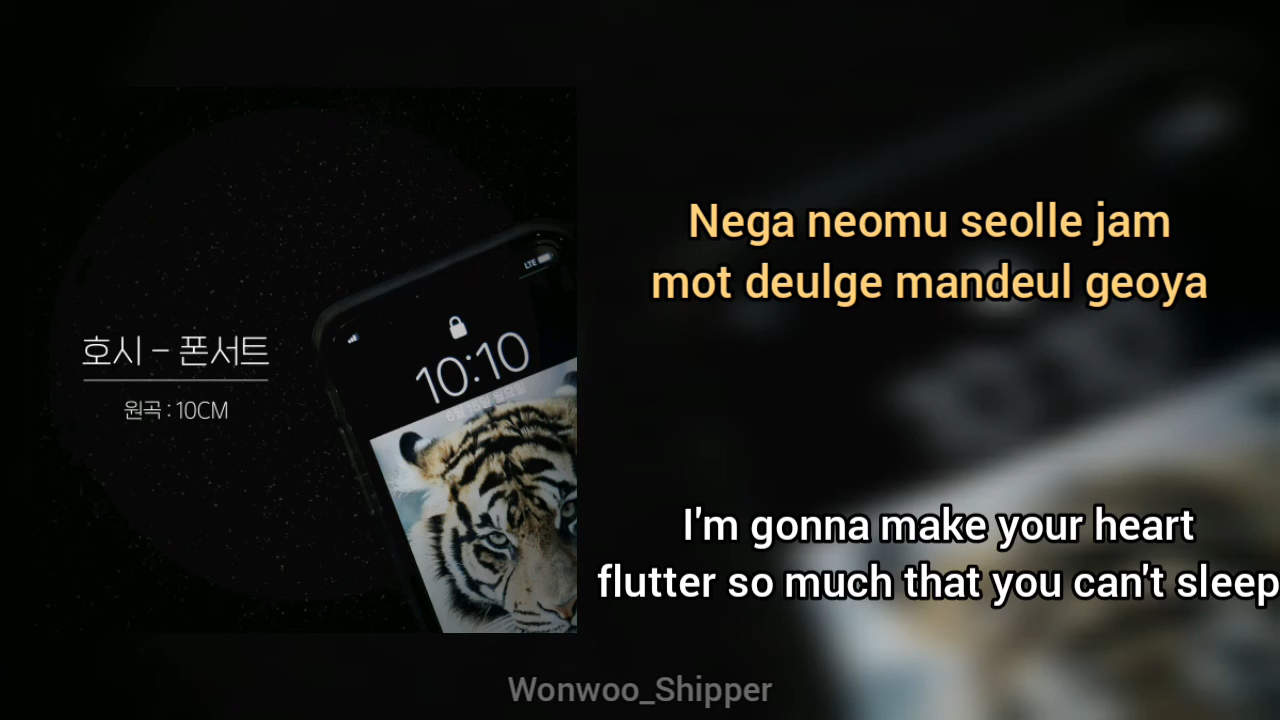 호시 – 폰서트
원곡 : 10CM
LTE
10:10
Nega neomu seolle jam
mot deulge mandeul geoya
I'm gonna make your heart
flutter so much that you can't sleep
Wonwoo_Shipper